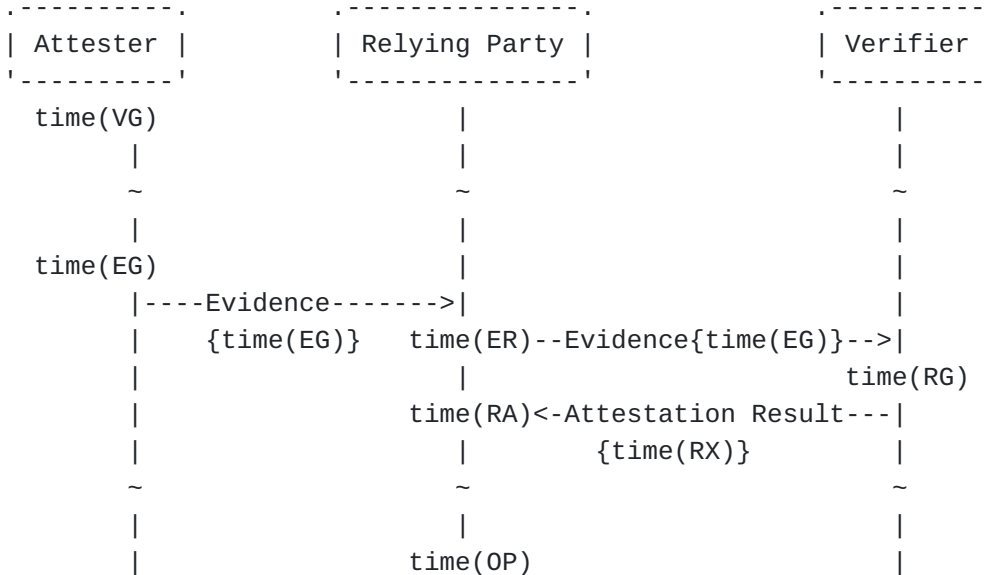 .----------.         .---------------.              .----------
| Attester |         | Relying Party |              | Verifier
'----------'         '---------------'              '----------
  time(VG)                   |                            |
       |                     |                            |
       ~                     ~                            ~
       |                     |                            |
  time(EG)                   |                            |
       |----Evidence------->|                            |
       |    {time(EG)}   time(ER)--Evidence{time(EG)}-->|
       |                     |                        time(RG)
       |                 time(RA)<-Attestation Result---|
       |                     |        {time(RX)}         |
       ~                     ~                            ~
       |                     |                            |
       |                 time(OP)                         |